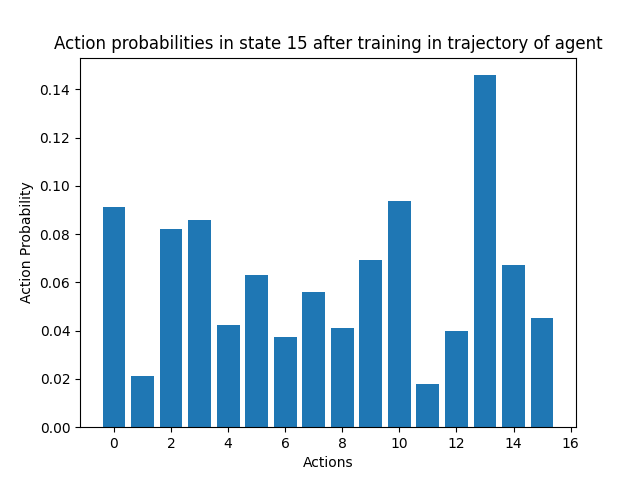 Action probabilities in state 15 after training in trajectory of agent
0.14
0.12
0.10
0.08
0.06
0.04
0.02
0.00
Action Probability
0 2 4 6 8 10 12 14 16
Actions